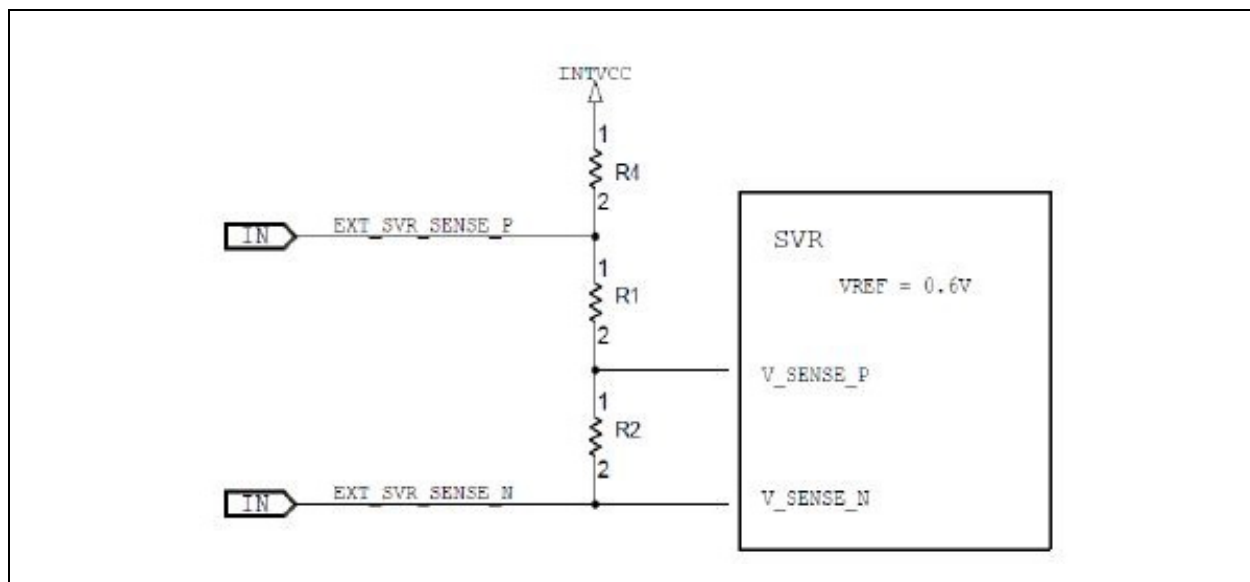 INTVCC
1
R4
2
IN EXT_SVR_SENSE_P
SVR
VREF = 0.6V
1
R1
2
V_SENSE_P
1
R2
2
IN EXT_SVR_SENSE_N
V_SENSE_N